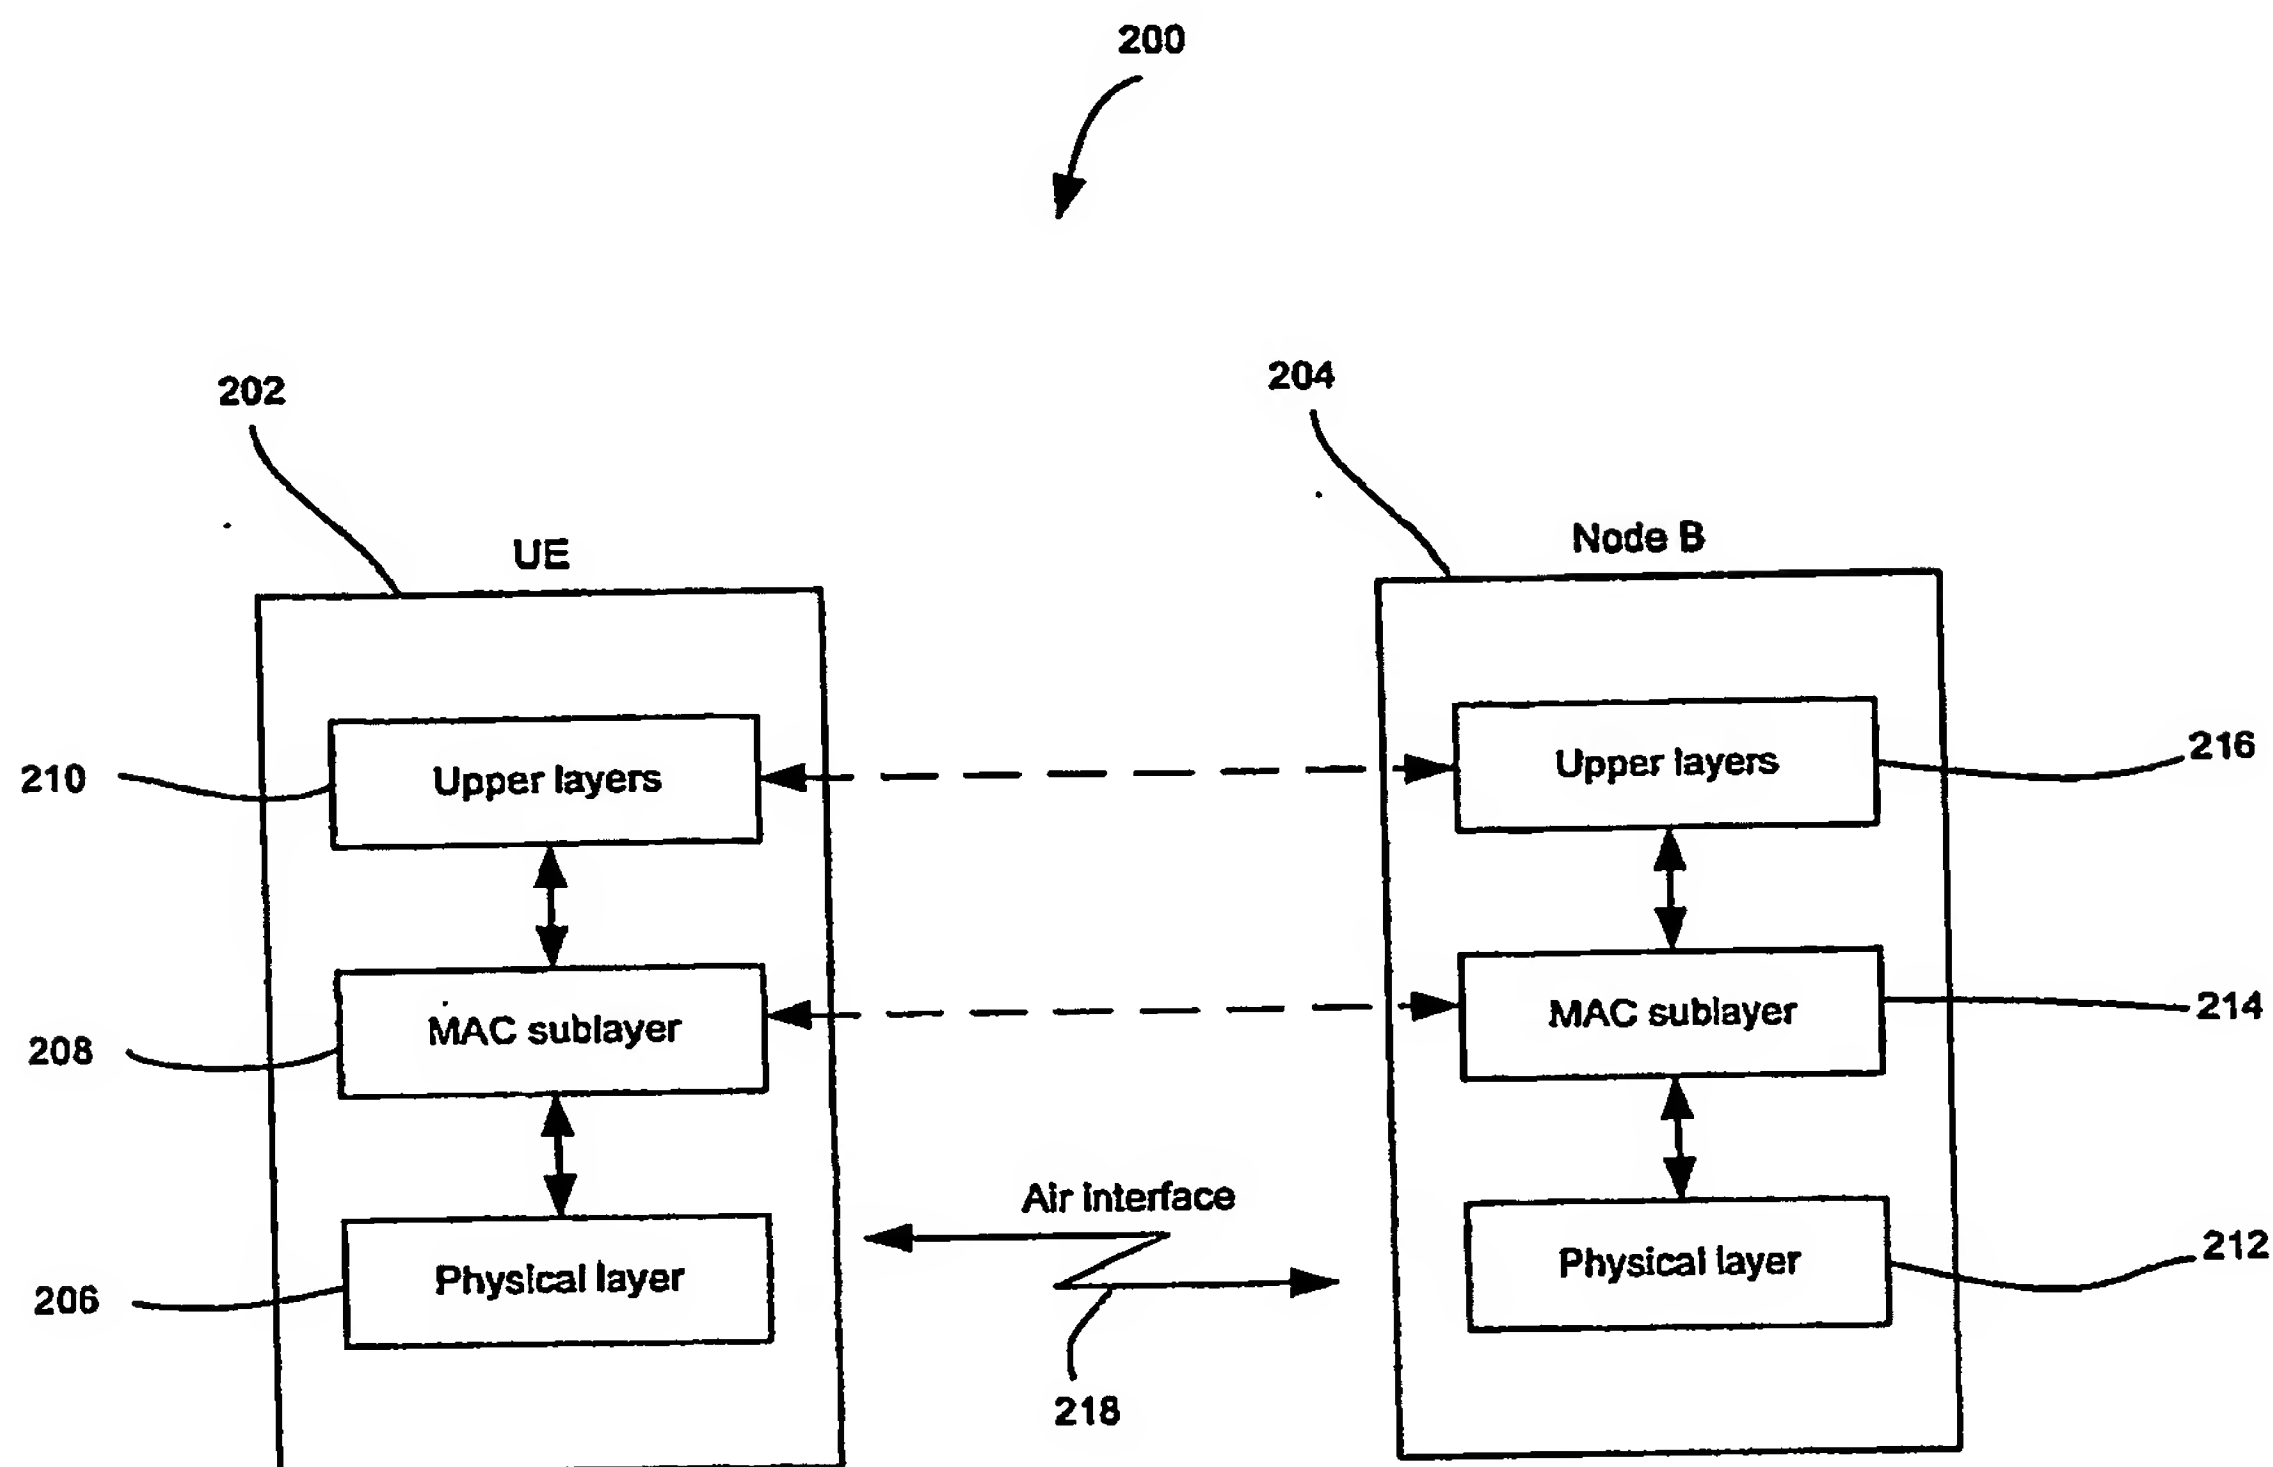 200
202
204
UE
Node B
210
Upper layers
Upper layers
216
208
MAC sublayer
MAC sublayer
214
Air interface
206
Physical layer
Physical layer
212
218